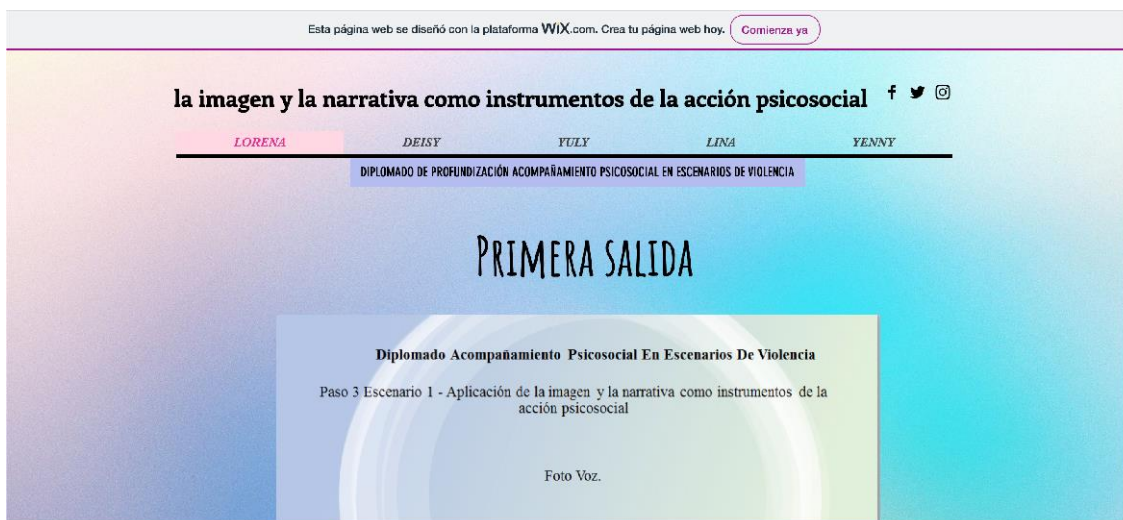 Esta página web se diseñó con la plataforma WiX.com. Crea tu página web hoy. Comienza ya
la imagen y la narrativa como instrumentos de la acción psicosocial
LORENA DEISY YULY LINA YENNY
DIPLOMADO DE PROFUNDIZACIÓN ACOMPAÑAMIENTO PSICOSOCIAL EN ESCENARIOS DE VIOLENCIA
PRIMERA SALIDA
Diplomado Acompañamiento Psicosocial En Escenarios De Violencia
Paso 3 Escenario 1 - Aplicación de la imagen y la narrativa como instrumentos de la
acción psicosocial
Foto Voz.